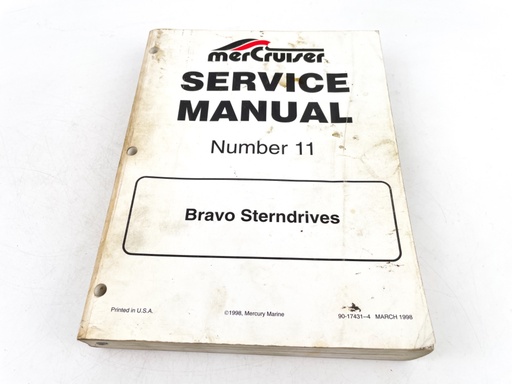 merCruiser
SERVICE
MANUAL
Number 11
Bravo Sterndrives
Printed in U.S.A.
©1998, Mercury Marine
90-17431--4 MARCH 1998